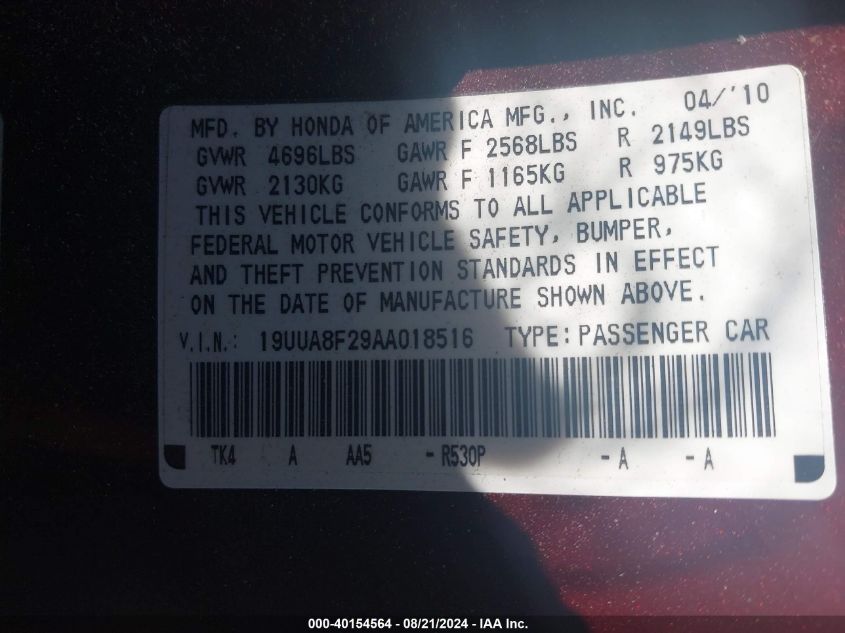 MFD. BY HONDA OF AMERICA MFG., INC. 04/'10
GVWR 4696LBS GAWR F 2568LBS R 2149LBS
GVWR 2130KG GAWR F 1165KG R 975KG
THIS VEHICLE CONFORMS TO ALL APPLICABLE
FEDERAL MOTOR VEHICLE SAFETY, BUMPER,
AND THEFT PREVENTION STANDARDS IN EFFECT
ON THE DATE OF MANUFACTURE SHOWN ABOVE.
V.I.N.: 19UUA8F29AA018516 TYPE:PASSENGER CAR
TK4 A AA5 -R530P -A -A
000-40154564 - 08/21/2024 - IAA Inc.